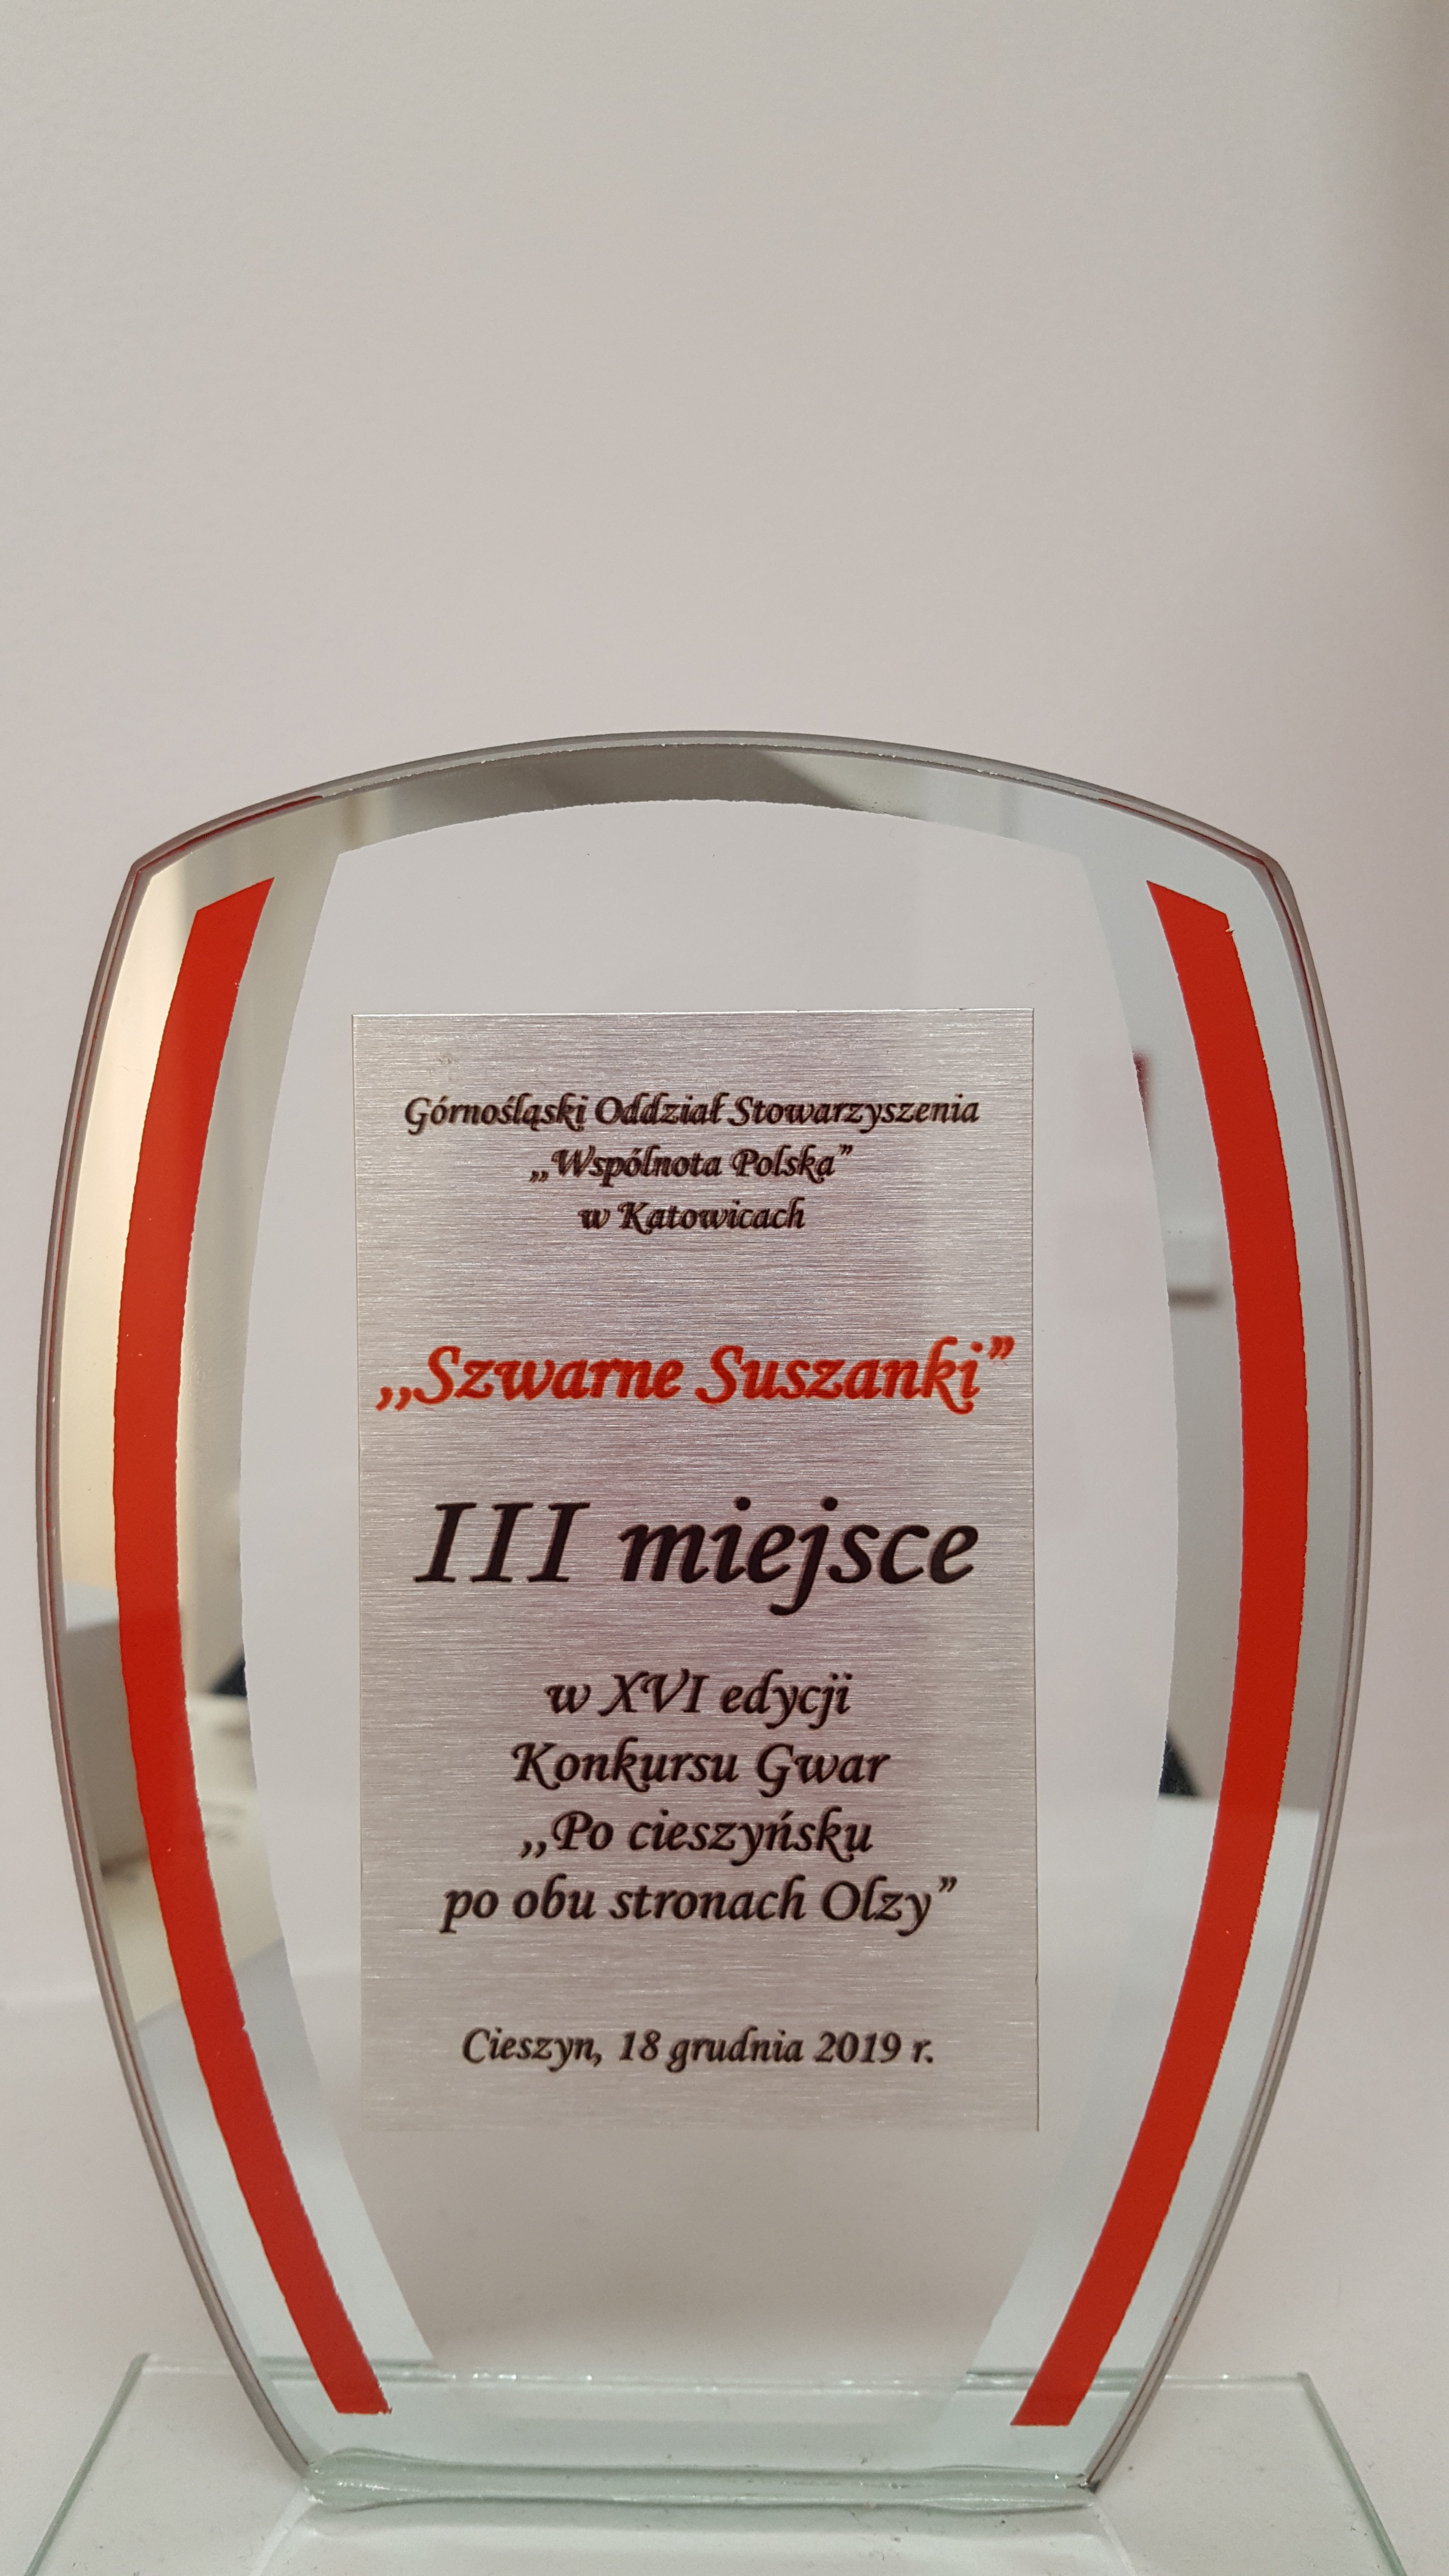 Górnośląski Oddział Stowarzyszenia
,,Wspólnota Polska”
w Katowicach
,,Szwarne Suszanki”
III miejsce
w XVI edycji
Konkursu Gwar
,,Po cieszyńsku
po obu stronach Olzy”
Cieszyn, 18 grudnia 2019 r.